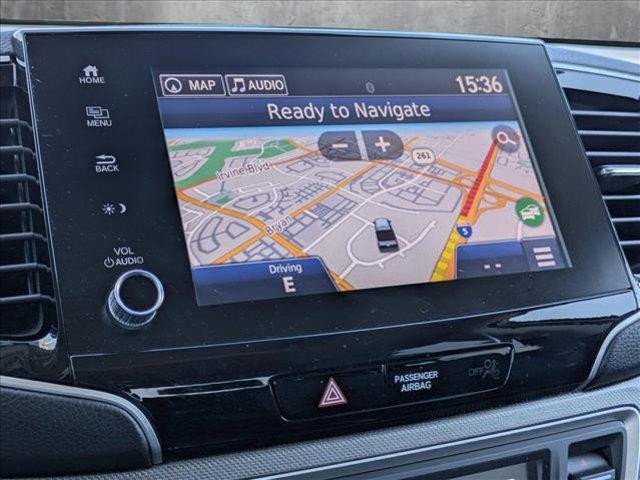 MAP
AUDIO
15:36
Ready to Navigate
HOME
MENU
BACK
VOL
AUDIO
Irvine Blvd
261
Bryan
5
Driving
E
--
PASSENGER
AIRBAG
OFF